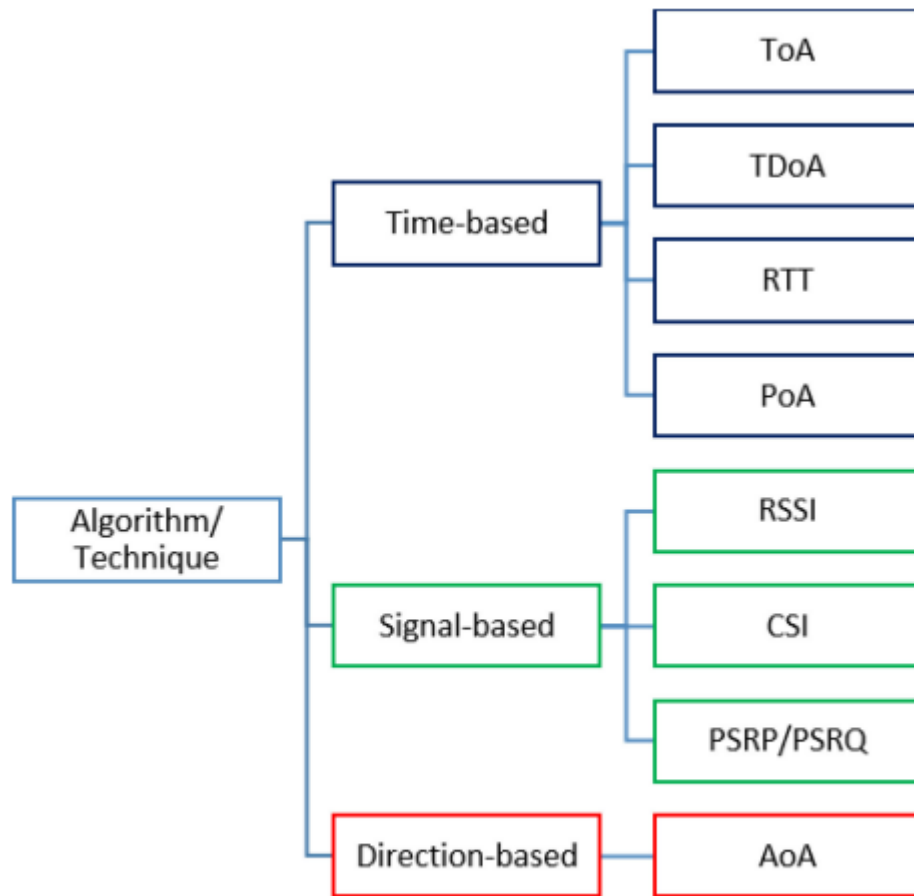 ToA
TDoA
Time-based
RTT
PoA
RSSI
Algorithm/
Technique
Signal-based
CSI
PSRP/PSRQ
Direction-based
AoA